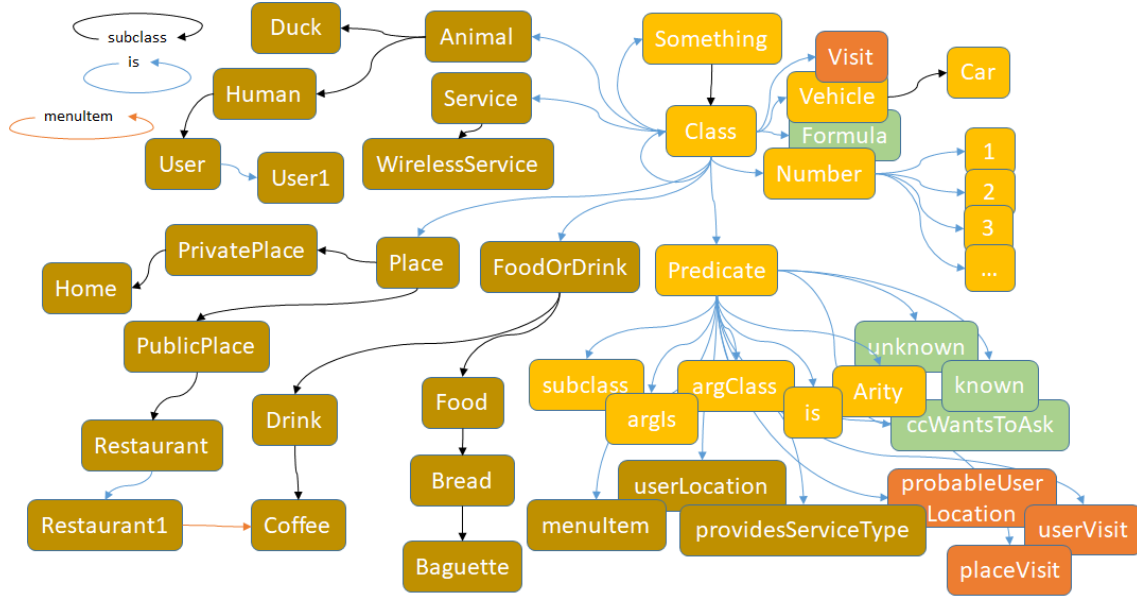 subclass
is
menuItem
Duck
Animal
Something
Visit
Car
Human
Service
Vehicle
Class
Formula
User
User1
WirelessService
Number
1
2
3
...
PrivatePlace
Place
FoodOrDrink
Predicate
Home
PublicPlace
unknown
subclass
argClass
known
Food
Drink
argIs
is
Arity
ccWantsToAsk
Restaurant
Bread
userLocation
probableUser
Location
Restaurant1
Coffee
menuItem
providesServiceType
userVisit
Baguette
placeVisit